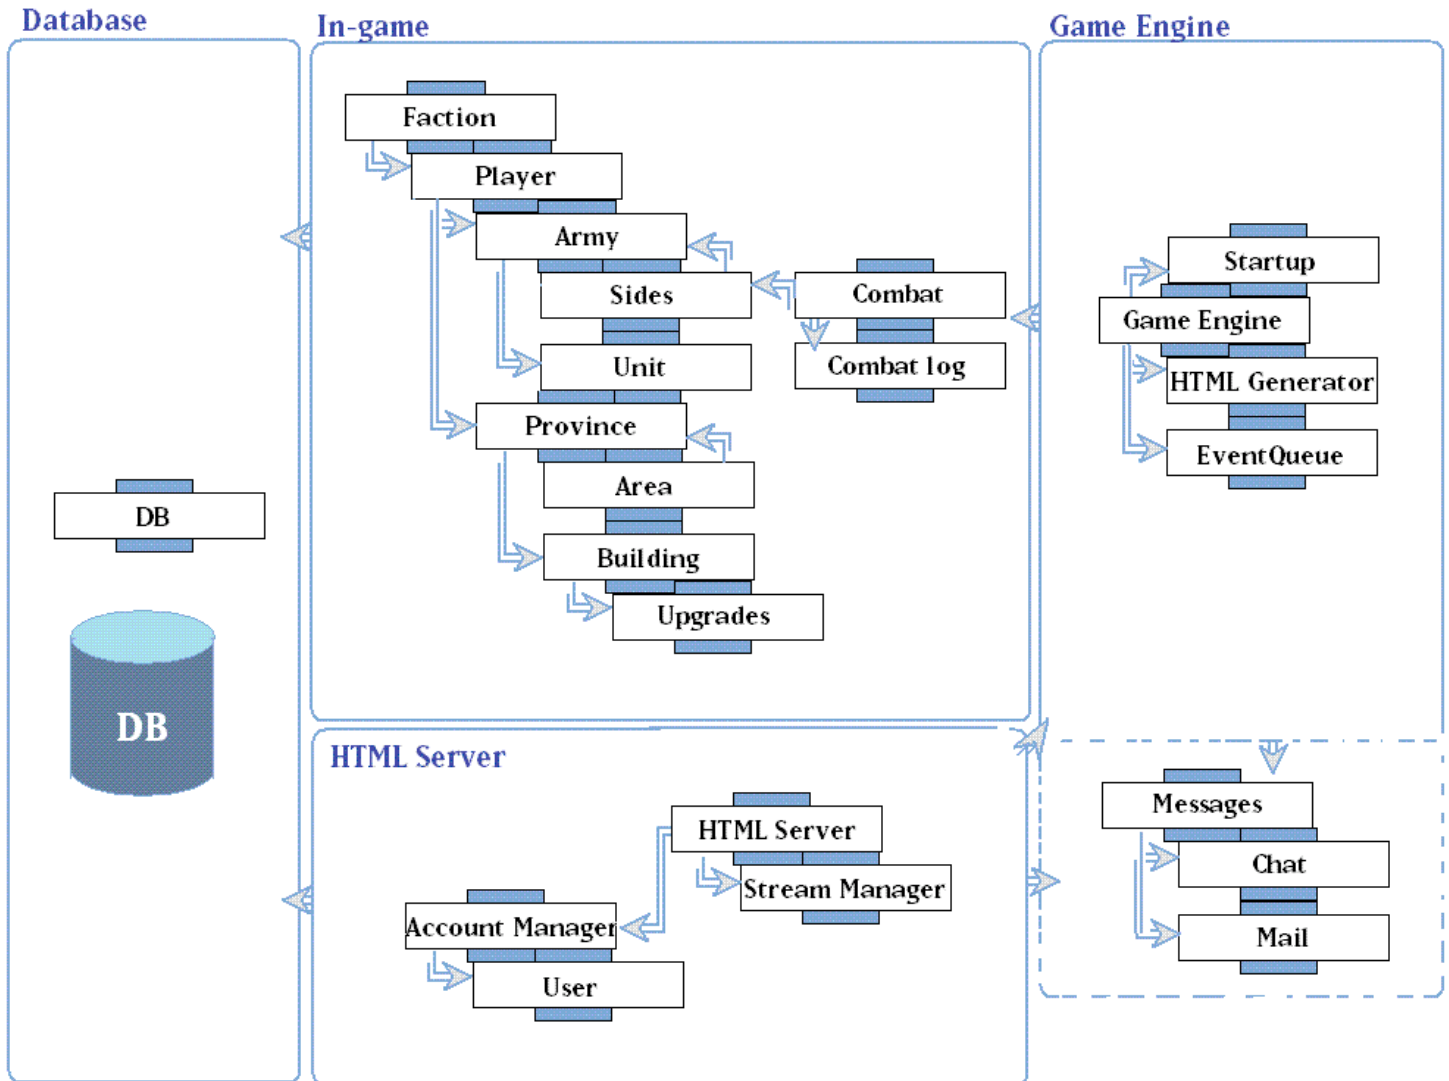 Database
In-game
Game Engine
Faction
Player
Army
Sides
Combat
Unit
Combat log
Province
Area
Building
Upgrades
Startup
Game Engine
HTML Generator
EventQueue
DB
DB
HTML Server
HTML Server
Stream Manager
Account Manager
User
Messages
Chat
Mail